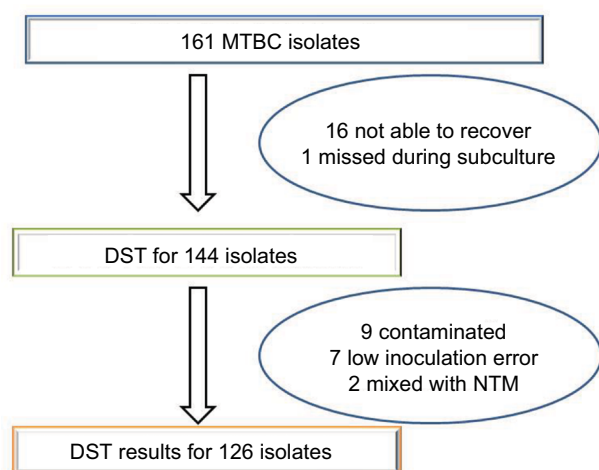 161 MTBC isolates
16 not able to recover
1 missed during subculture
DST for 144 isolates
9 contaminated
7 low inoculation error
2 mixed with NTM
DST results for 126 isolates